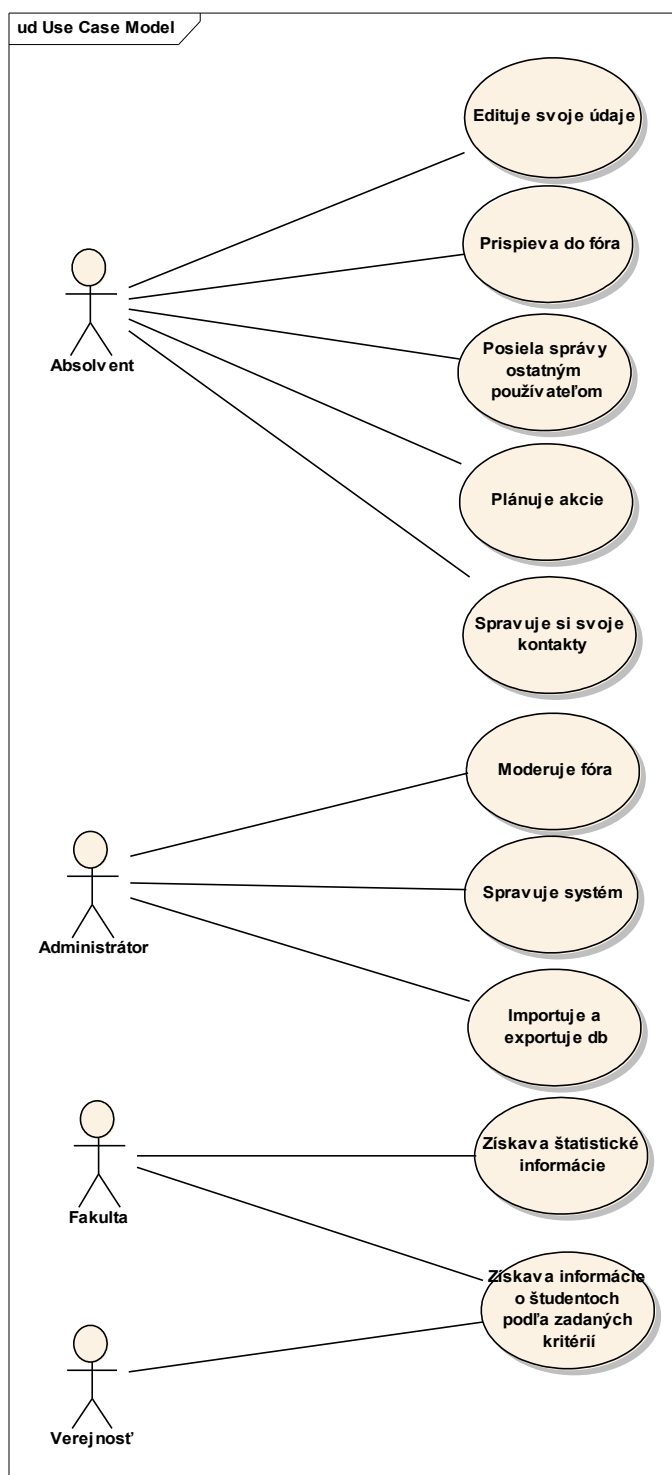 ud Use Case Model
Edituje svoje údaje
Prispieva do fóra
Absolvent
Posiela správy
ostatným
používateľom
Plánuje akcie
Spravuje si svoje
kontakty
Moderuje fóra
Administrátor
Spravuje systém
Importuje a
exportuje db
Fakulta
Získava štatistické
informácie
Získava informácie
o študentoch
podľa zadaných
kritérií
Verejnosť